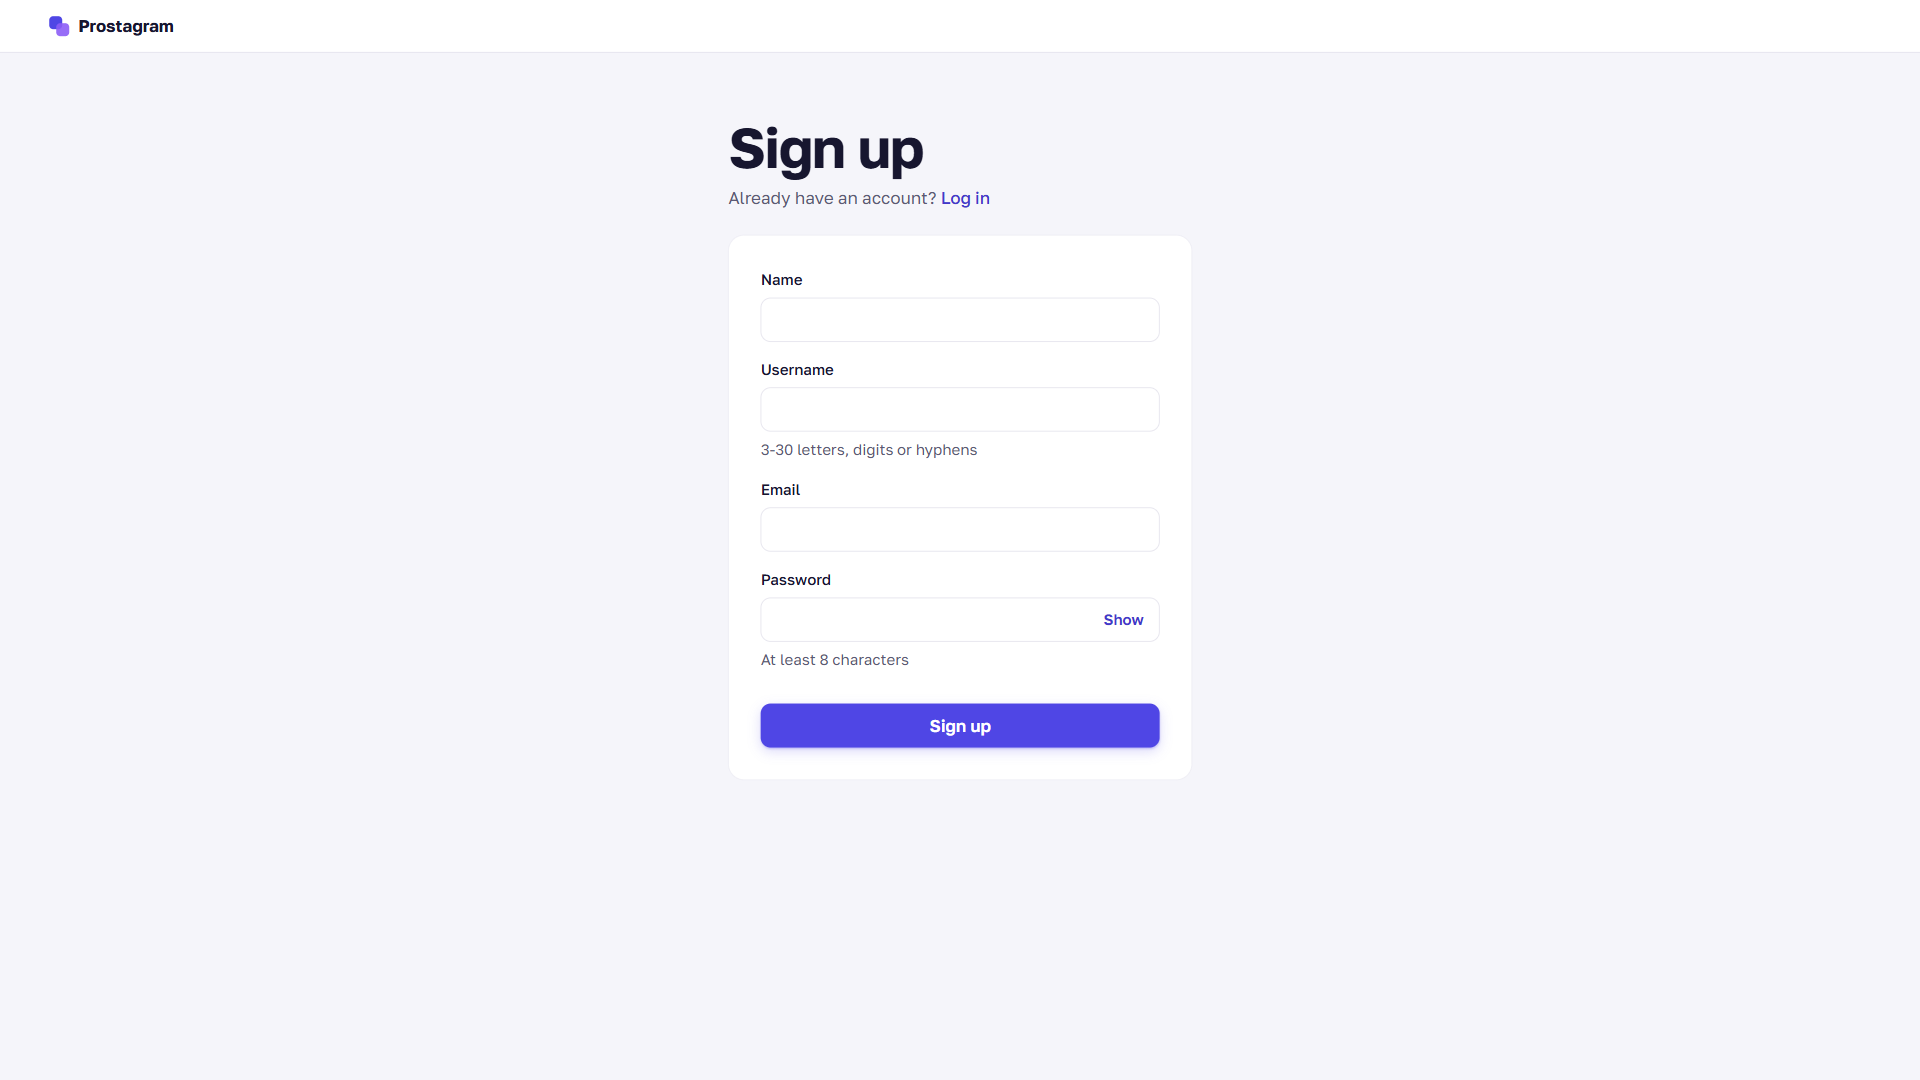 Prostagram
Sign up
Already have an account? Log in
Name
Username
3-30 letters, digits or hyphens
Email
Password
Show
At least 8 characters
Sign up